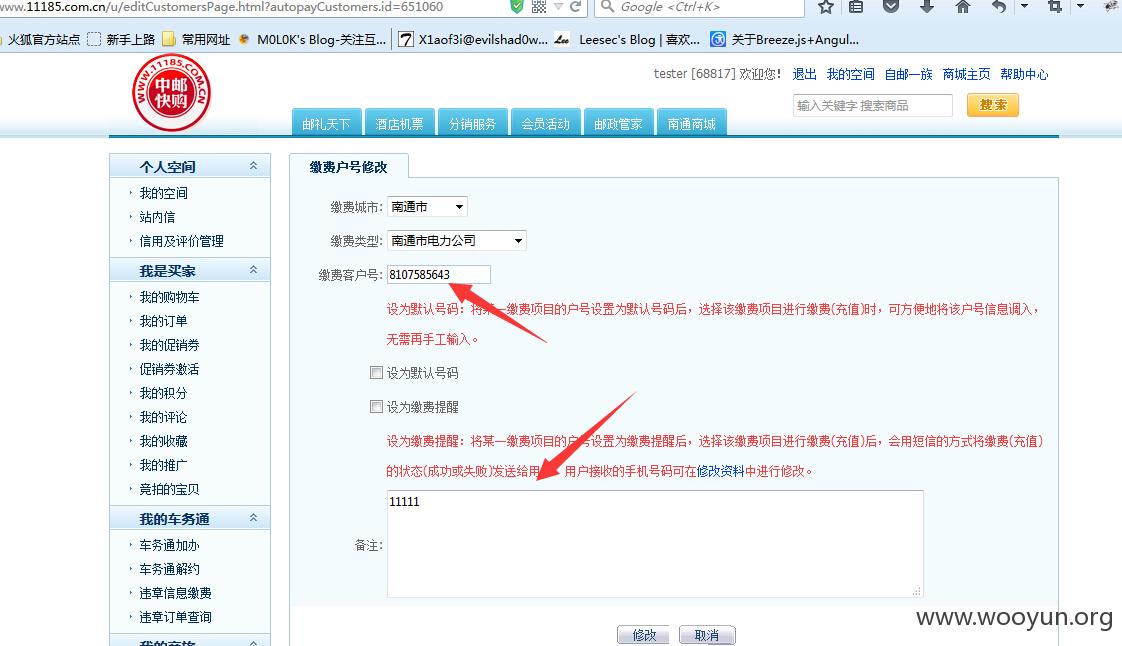 www.11185.com.cn/u/editCustomersPage.html?autopayCustomers.id=651060
Google <Ctrl+K>
火狐官方站点 新手上路 常用网址 M0L0K's Blog-关注互... X1aof3i@evilshad0w... Leesec's Blog | 喜欢... 关于Breeze.js+Angul...
WWW.11185.COM.CN
中邮
快购
tester [68817] 欢迎您! 退出 我的空间 自邮一族 商城主页 帮助中心
输入关键字 搜索商品 搜索
邮礼天下 酒店机票 分销服务 会员活动 邮政管家 南通商城
个人空间
我的空间
站内信
信用及评价管理
我是买家
我的购物车
我的订单
我的促销券
促销券激活
我的积分
我的评论
我的收藏
我的推广
竞拍的宝贝
我的车务通
车务通加办
车务通解约
违章信息缴费
违章订单查询
缴费户号修改
缴费城市: 南通市
缴费类型: 南通市电力公司
缴费客户号: 8107585643
设为默认号码：将某一缴费项目的户号设置为默认号码后，选择该缴费项目进行缴费(充值)时，可方便地将该户号信息调入，
无需再手工输入。
设为默认号码
设为缴费提醒
设为缴费提醒：将某一缴费项目的户号设置为缴费提醒后，选择该缴费项目进行缴费(充值)后，会用短信的方式将缴费(充值)
的状态(成功或失败)发送给用 用户接收的手机号码可在修改资料中进行修改。
11111
备注:
修改 取消
www.wooyun.org